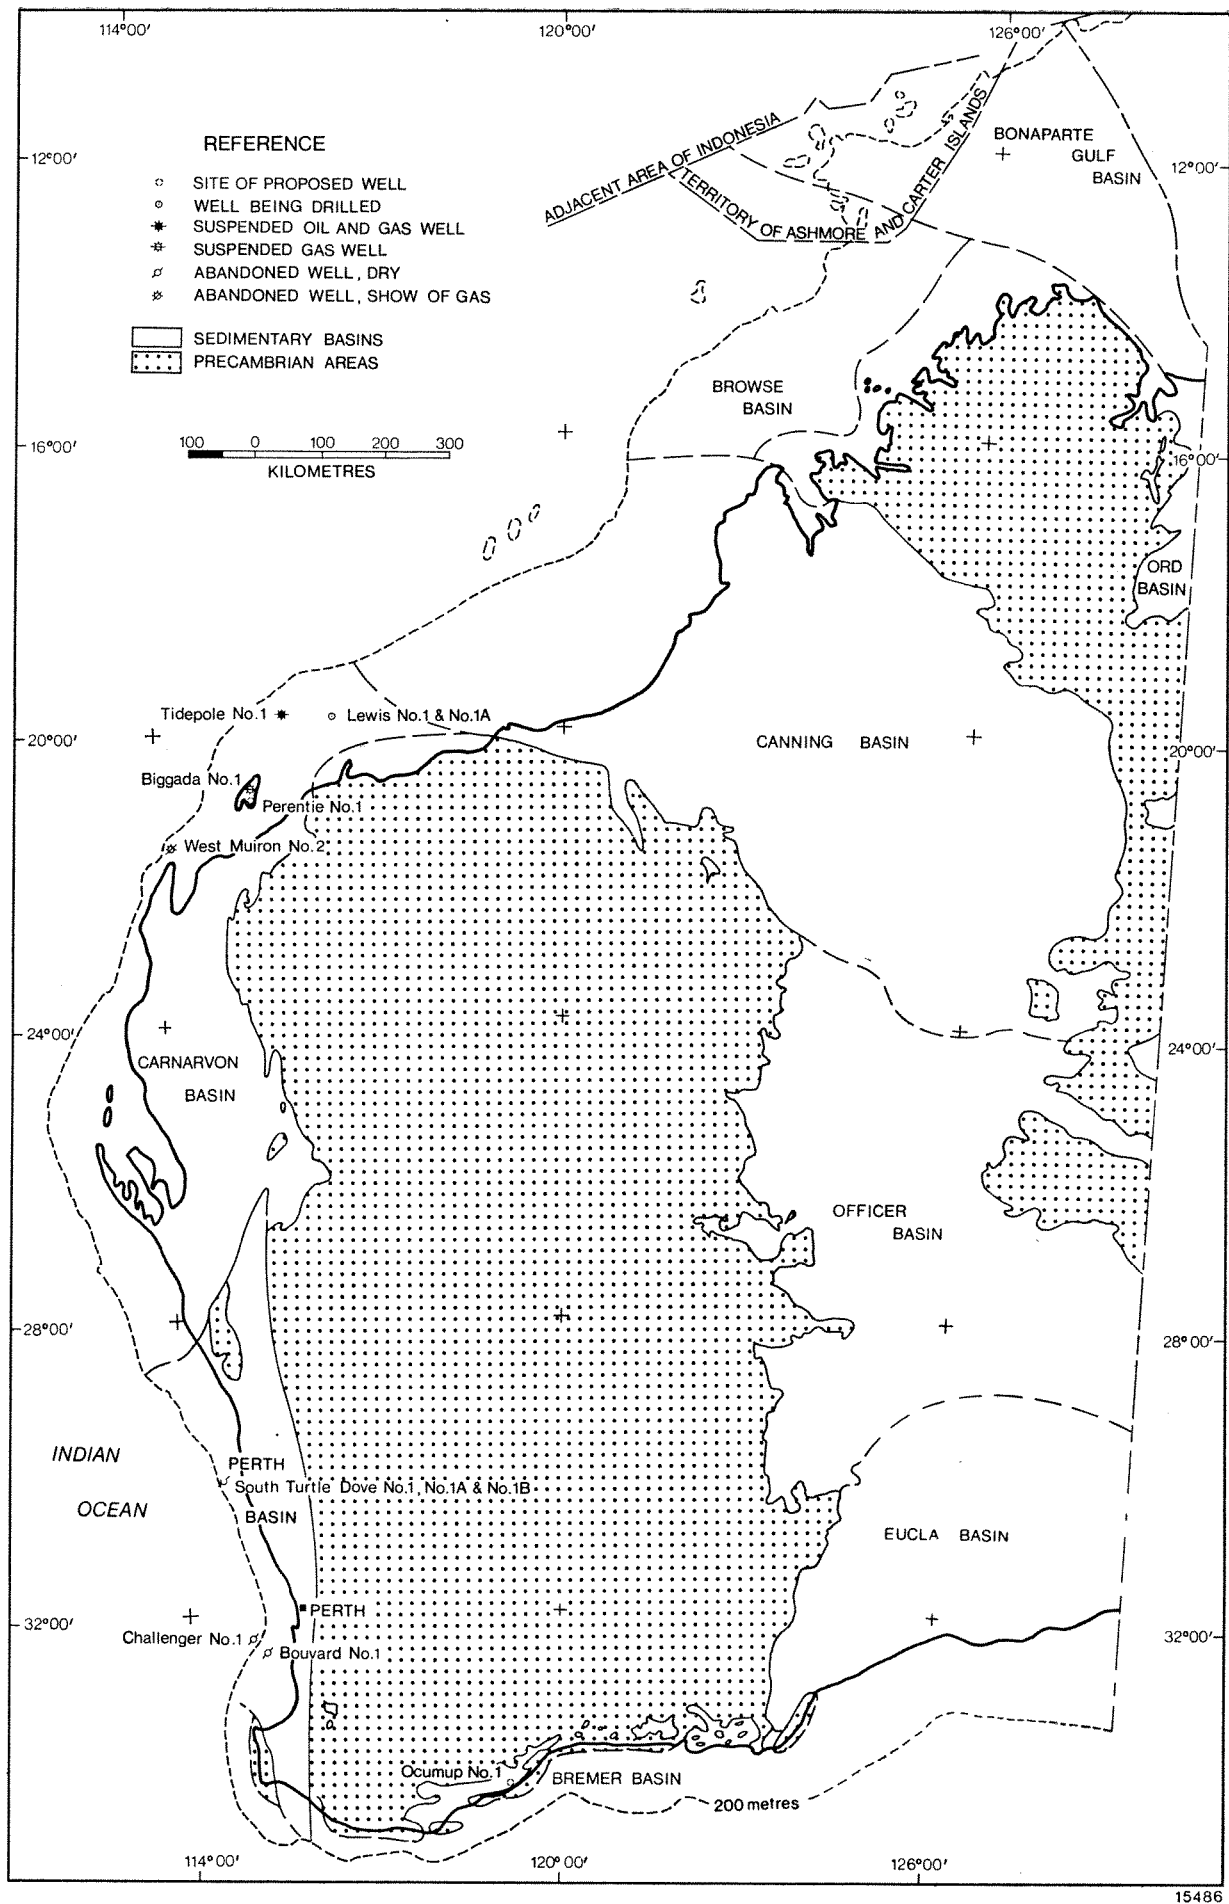 114°00'
120°00'
126°00'
REFERENCE
SITE OF PROPOSED WELL
WELL BEING DRILLED
SUSPENDED OIL AND GAS WELL
SUSPENDED GAS WELL
ABANDONED WELL, DRY
ABANDONED WELL, SHOW OF GAS
SEDIMENTARY BASINS
PRECAMBRIAN AREAS
100 0 100 200 300
KILOMETRES
ADJACENT AREA OF INDONESIA
TERRITORY OF ASHMORE AND CARTER ISLANDS
BONAPARTE
GULF
BASIN
12°00'
12°00'
BROWSE
BASIN
16°00'
16°00'
ORD
BASIN
Tidepole No.1
Lewis No.1 & No.1A
20°00'
CANNING BASIN
20°00'
Biggada No.1
Perentie No.1
West Muiron No.2
24°00'
24°00'
CARNARVON
BASIN
OFFICER
BASIN
28°00'
28°00'
INDIAN
OCEAN
PERTH
South Turtle Dove No.1, No.1A & No.1B
BASIN
EUCLA BASIN
PERTH
32°00'
32°00'
Challenger No.1
Bouvard No.1
Ocumup No.1
BREMER BASIN
200 metres
114°00'
120°00'
126°00'
15486